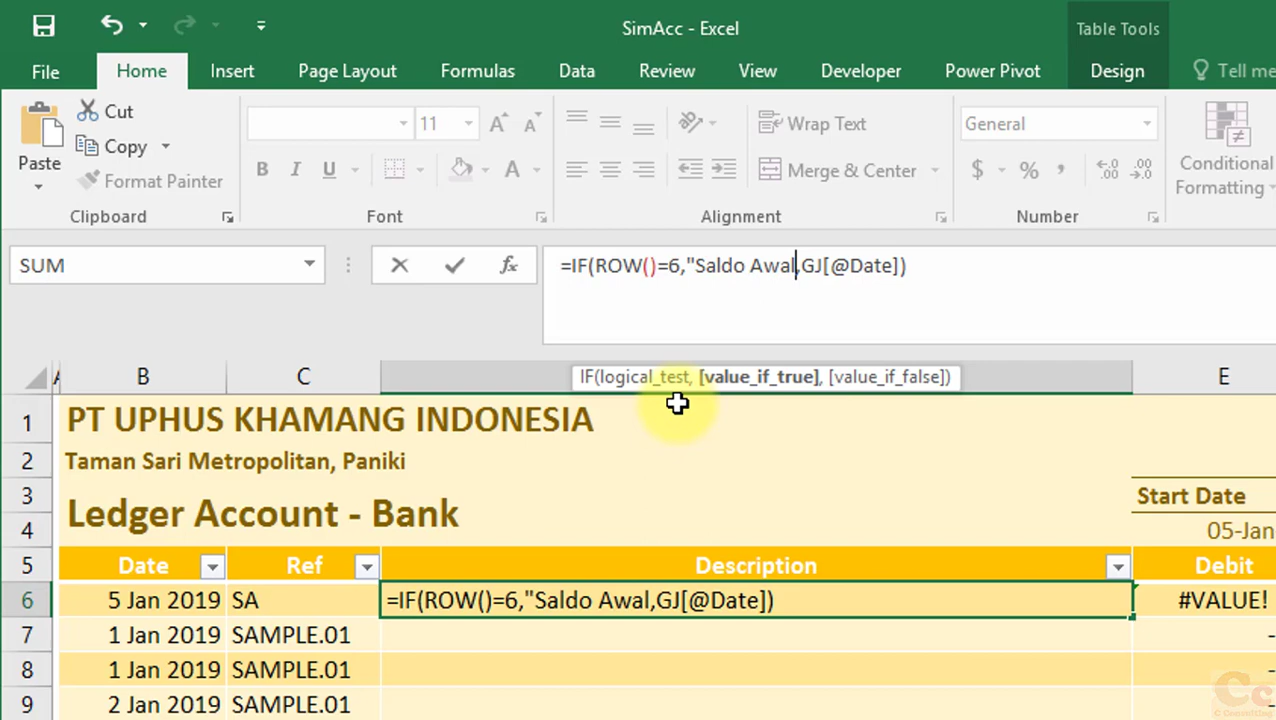 SimAcc - Excel
Table Tools
File Home Insert Page Layout Formulas Data Review View Developer Power Pivot Design Tell me
Cut
Copy
Format Painter
Paste
11
Wrap Text
Merge & Center
General
Conditional
Formatting
Clipboard Font Alignment Number
SUM
=IF(ROW()=6,"Saldo Awal,GJ[@Date])
IF(logical_test, [value_if_true], [value_if_false])
A B C E
1 PT UPHUS KHAMANG INDONESIA
2 Taman Sari Metropolitan, Paniki
3 Start Date
Ledger Account - Bank
4 05-Jan
5 Date Ref Description Debit
6 5 Jan 2019 SA =IF(ROW()=6,"Saldo Awal,GJ[@Date]) #VALUE!
7 1 Jan 2019 SAMPLE.01 -
8 1 Jan 2019 SAMPLE.01 -
9 2 Jan 2019 SAMPLE.01 -